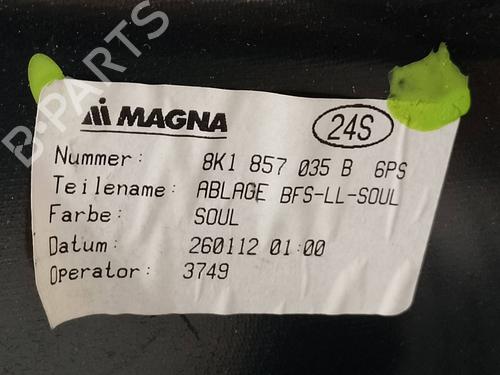 B-PARTS
MAGNA
24S
Nummer: 8K1 857 035 B 6PS
Teilename: ABLAGE BFS-LL-SOUL
Farbe: SOUL
Datum: 260112 01:00
Operator: 3749